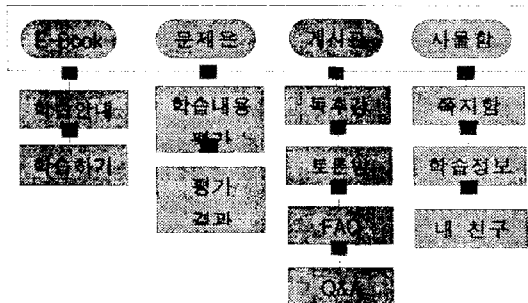 E-Book
문제은
게시판
사물함
학습안내
학습내용
평가
독후감
쪽지함
학습하기
평가
결과
토론방
학습정보
FAQ
내 친구
Q&A